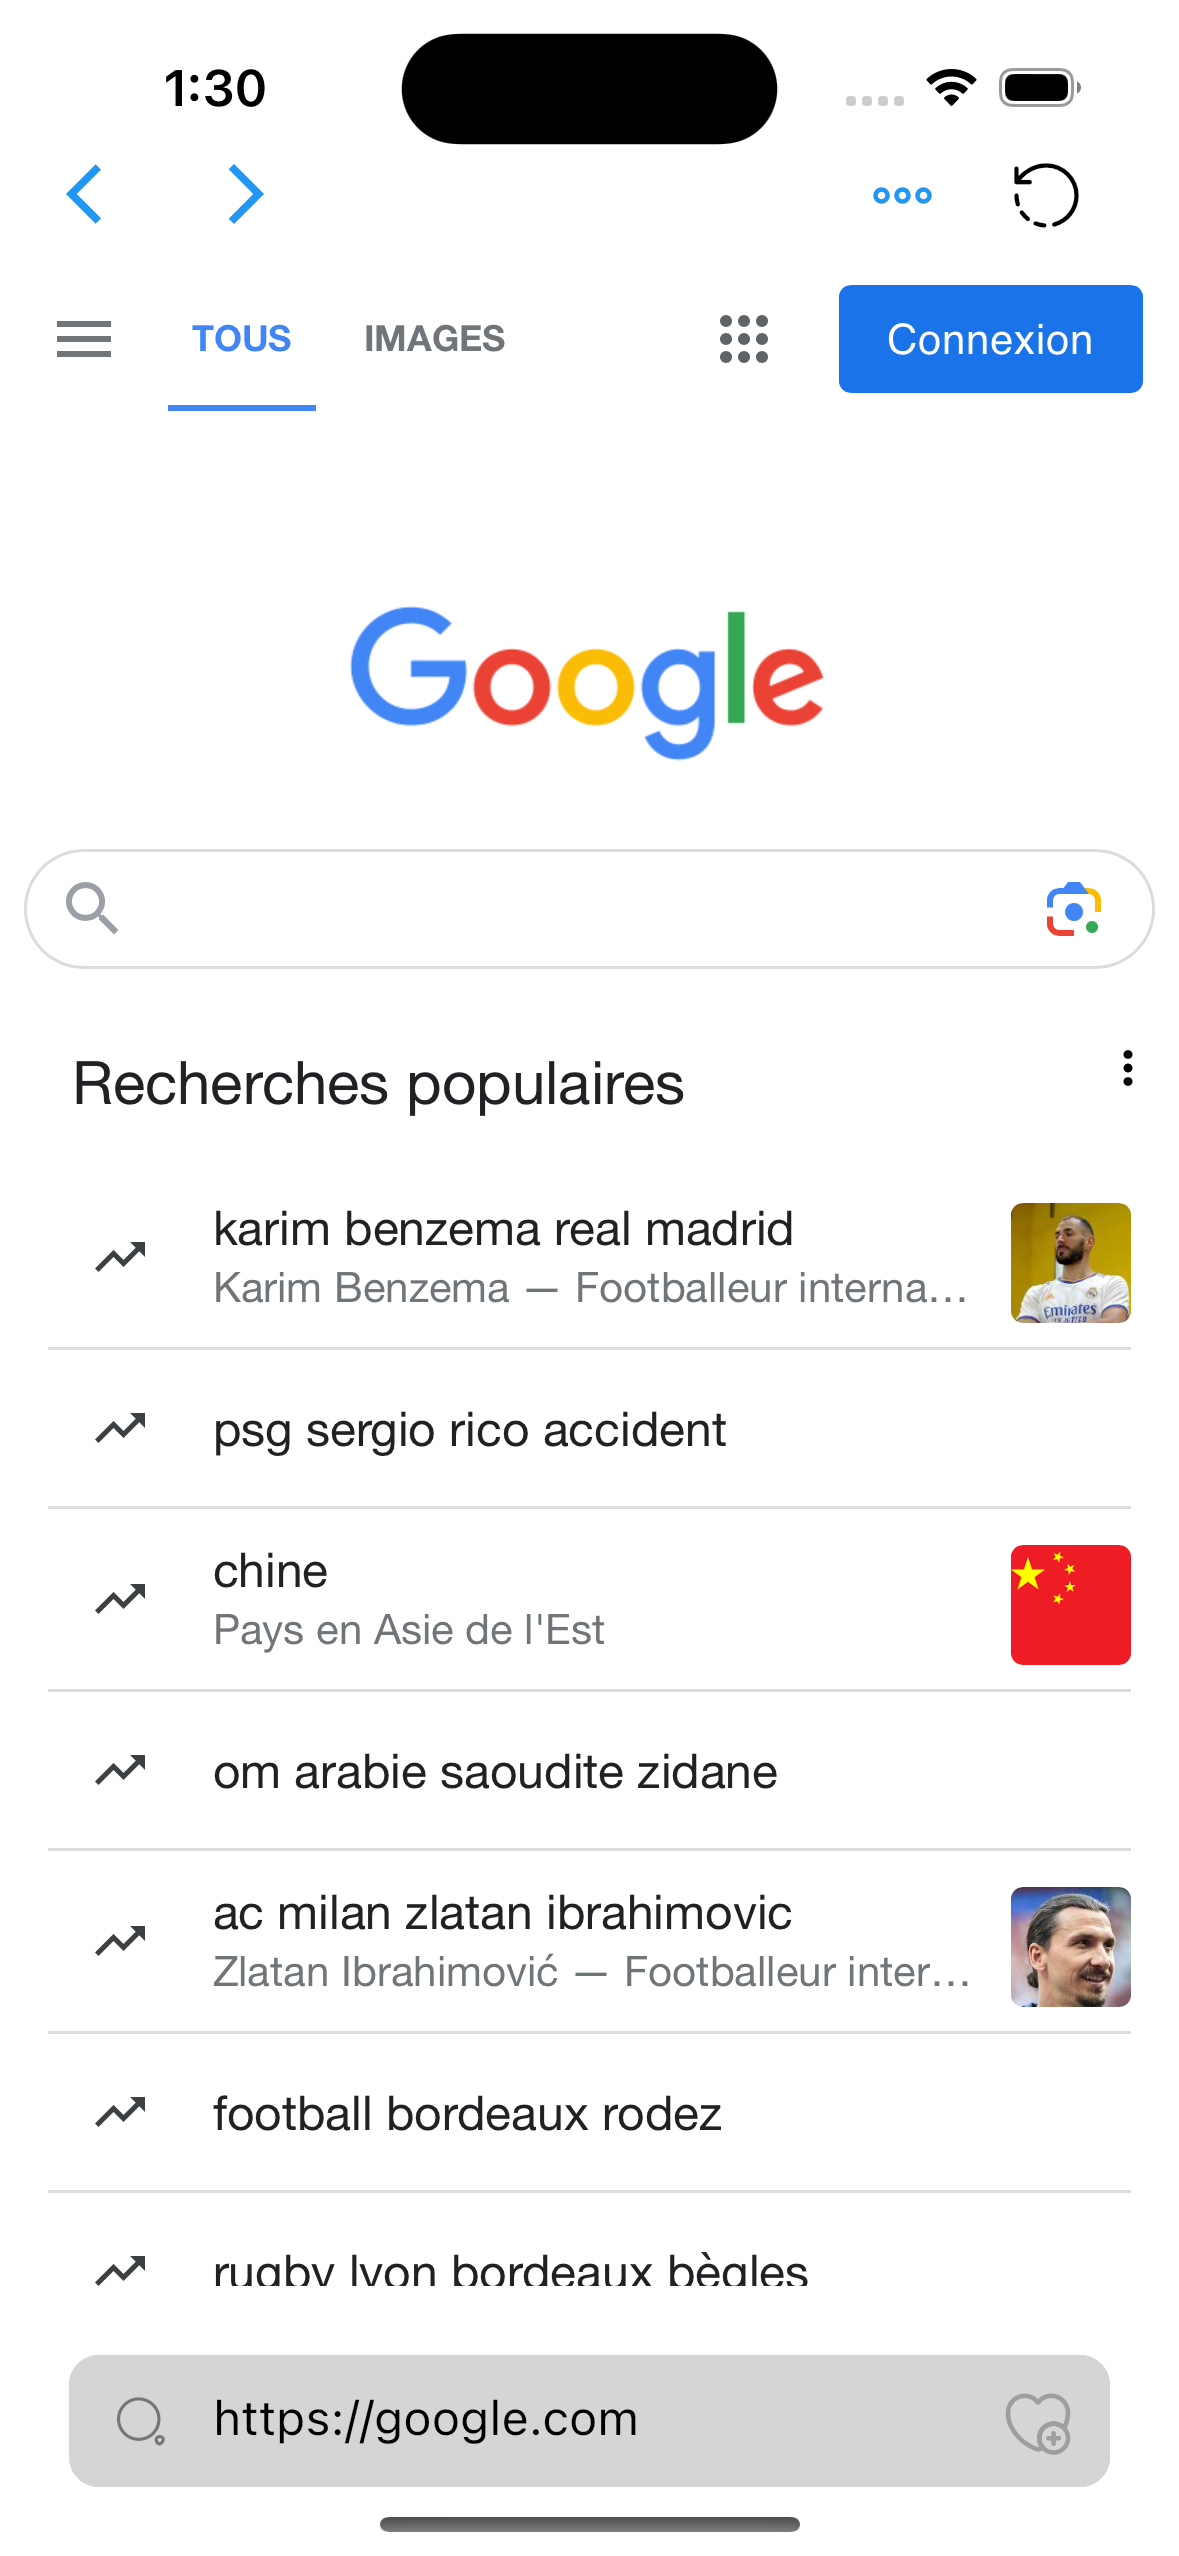 1:30
TOUS IMAGES
Connexion
Google
Recherches populaires
karim benzema real madrid
Karim Benzema — Footballeur interna...
Emirates
psg sergio rico accident
chine
Pays en Asie de l'Est
om arabie saoudite zidane
ac milan zlatan ibrahimovic
Zlatan Ibrahimović — Footballeur inter...
football bordeaux rodez
rugby lyon bordeaux bègles
https://google.com